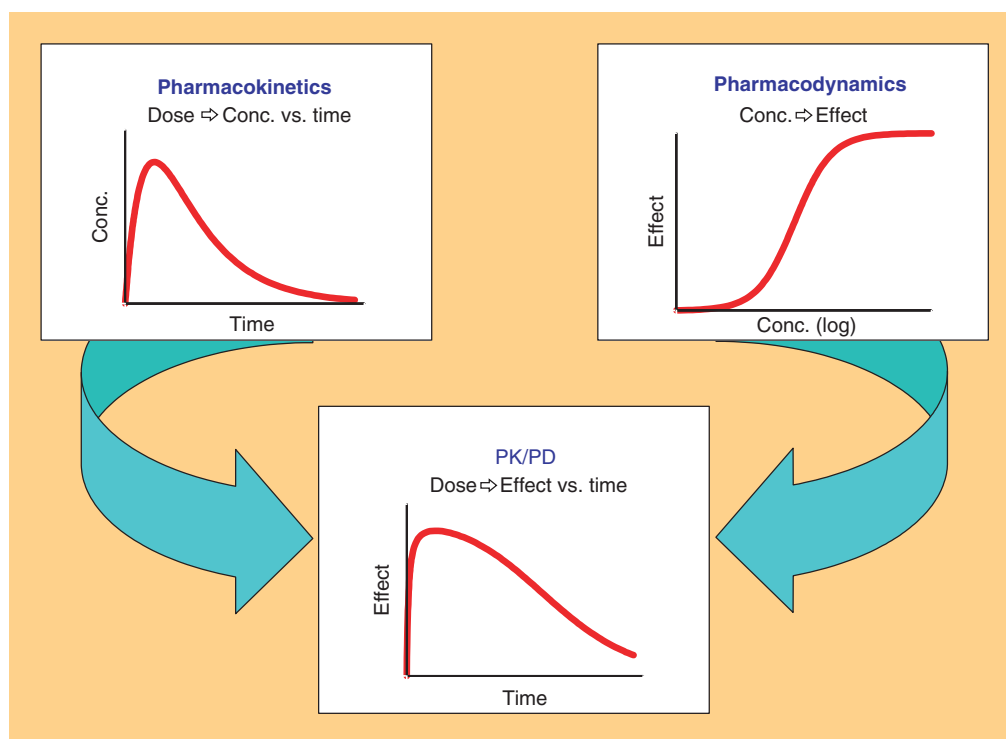 Pharmacokinetics
Dose ⇨ Conc. vs. time
Conc.
Time
Pharmacodynamics
Conc. ⇨ Effect
Effect
Conc. (log)
PK/PD
Dose ⇨ Effect vs. time
Effect
Time